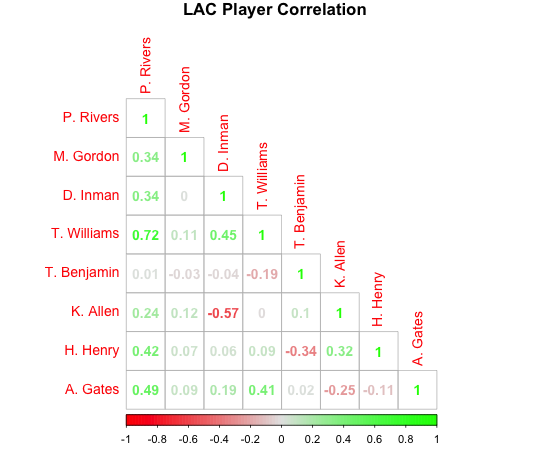 LAC Player Correlation
P. Rivers
M. Gordon
D. Inman
T. Williams
T. Benjamin
K. Allen
H. Henry
A. Gates
P. Rivers 1
M. Gordon 0.34 1
D. Inman 0.34 0 1
T. Williams 0.72 0.11 0.45 1
T. Benjamin 0.01 -0.03 -0.04 -0.19 1
K. Allen 0.24 0.12 -0.57 0 0.1 1
H. Henry 0.42 0.07 0.06 0.09 -0.34 0.32 1
A. Gates 0.49 0.09 0.19 0.41 0.02 -0.25 -0.11 1
-1 -0.8 -0.6 -0.4 -0.2 0 0.2 0.4 0.6 0.8 1